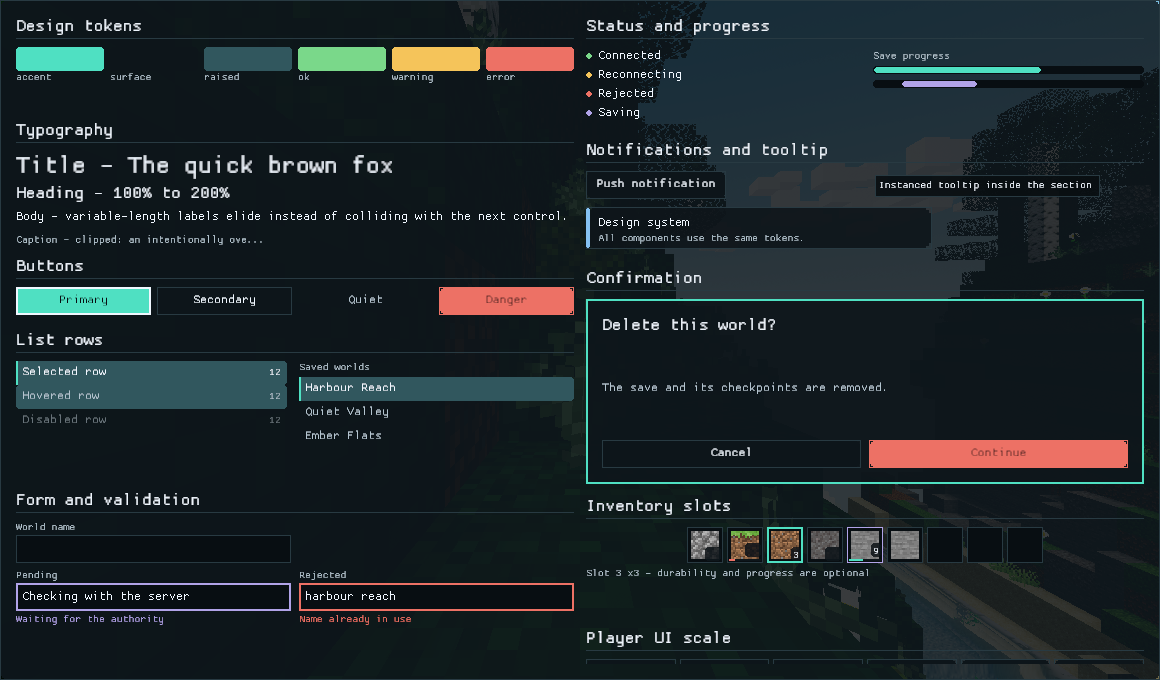 Design tokens
accent
surface
raised
ok
warning
error
Typography
Title - The quick brown fox
Heading - 100% to 200%
Body - variable-length labels elide instead of colliding with the next control.
Caption - clipped: an intentionally ove...
Buttons
Primary
Secondary
Quiet
Danger
List rows
Selected row 12
Hovered row 12
Disabled row 12
Saved worlds
Harbour Reach
Quiet Valley
Ember Flats
Form and validation
World name
Pending
Checking with the server
Waiting for the authority
Rejected
harbour reach
Name already in use
Status and progress
Connected
Reconnecting
Rejected
Saving
Save progress
Notifications and tooltip
Push notification
Instanced tooltip inside the section
Design system
All components use the same tokens.
Confirmation
Delete this world?
The save and its checkpoints are removed.
Cancel
Continue
Inventory slots
3
9
Slot 3 x3 - durability and progress are optional
Player UI scale